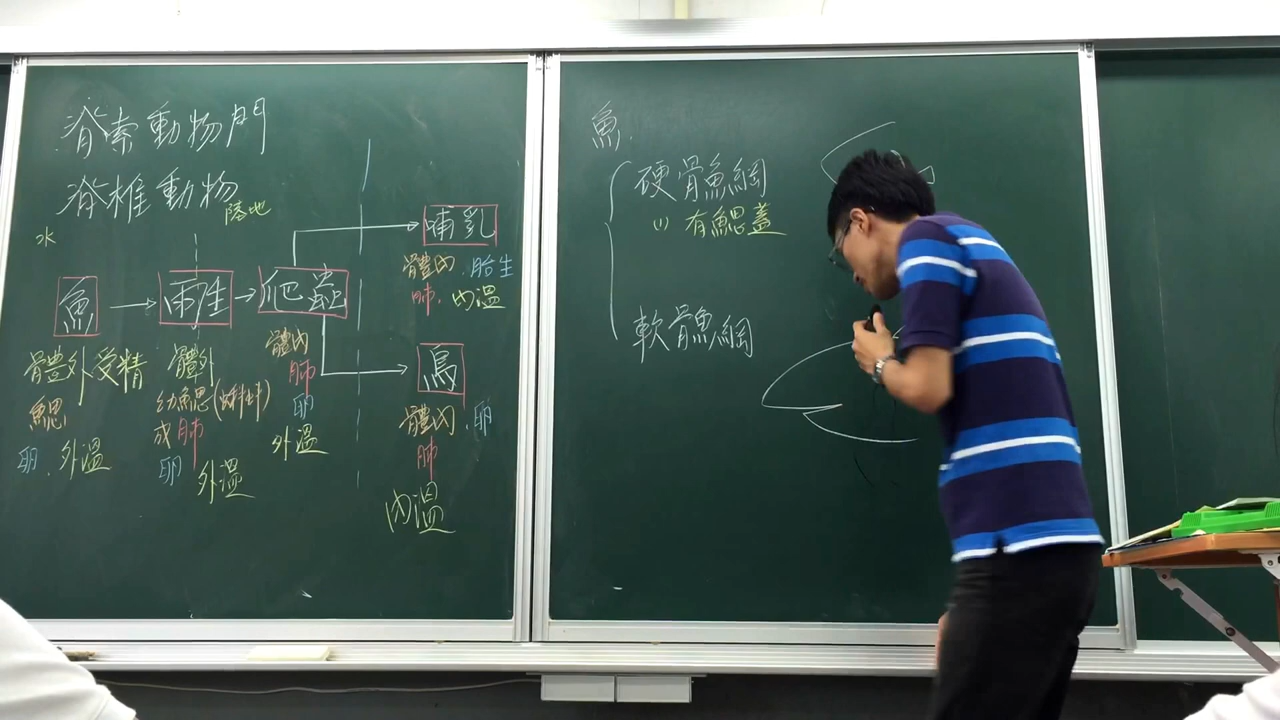 脊索動物門
脊椎動物
水
陸地
魚
兩生
爬蟲
哺乳
鳥
體外受精
鰓
卵.外溫
體外
幼鰓(蝌蚪)
成肺
卵
外溫
體內
肺
卵
外溫
體內.胎生
肺.內溫
體內.卵
肺
內溫
魚.
硬骨魚綱
(1) 有鰓蓋
軟骨魚綱